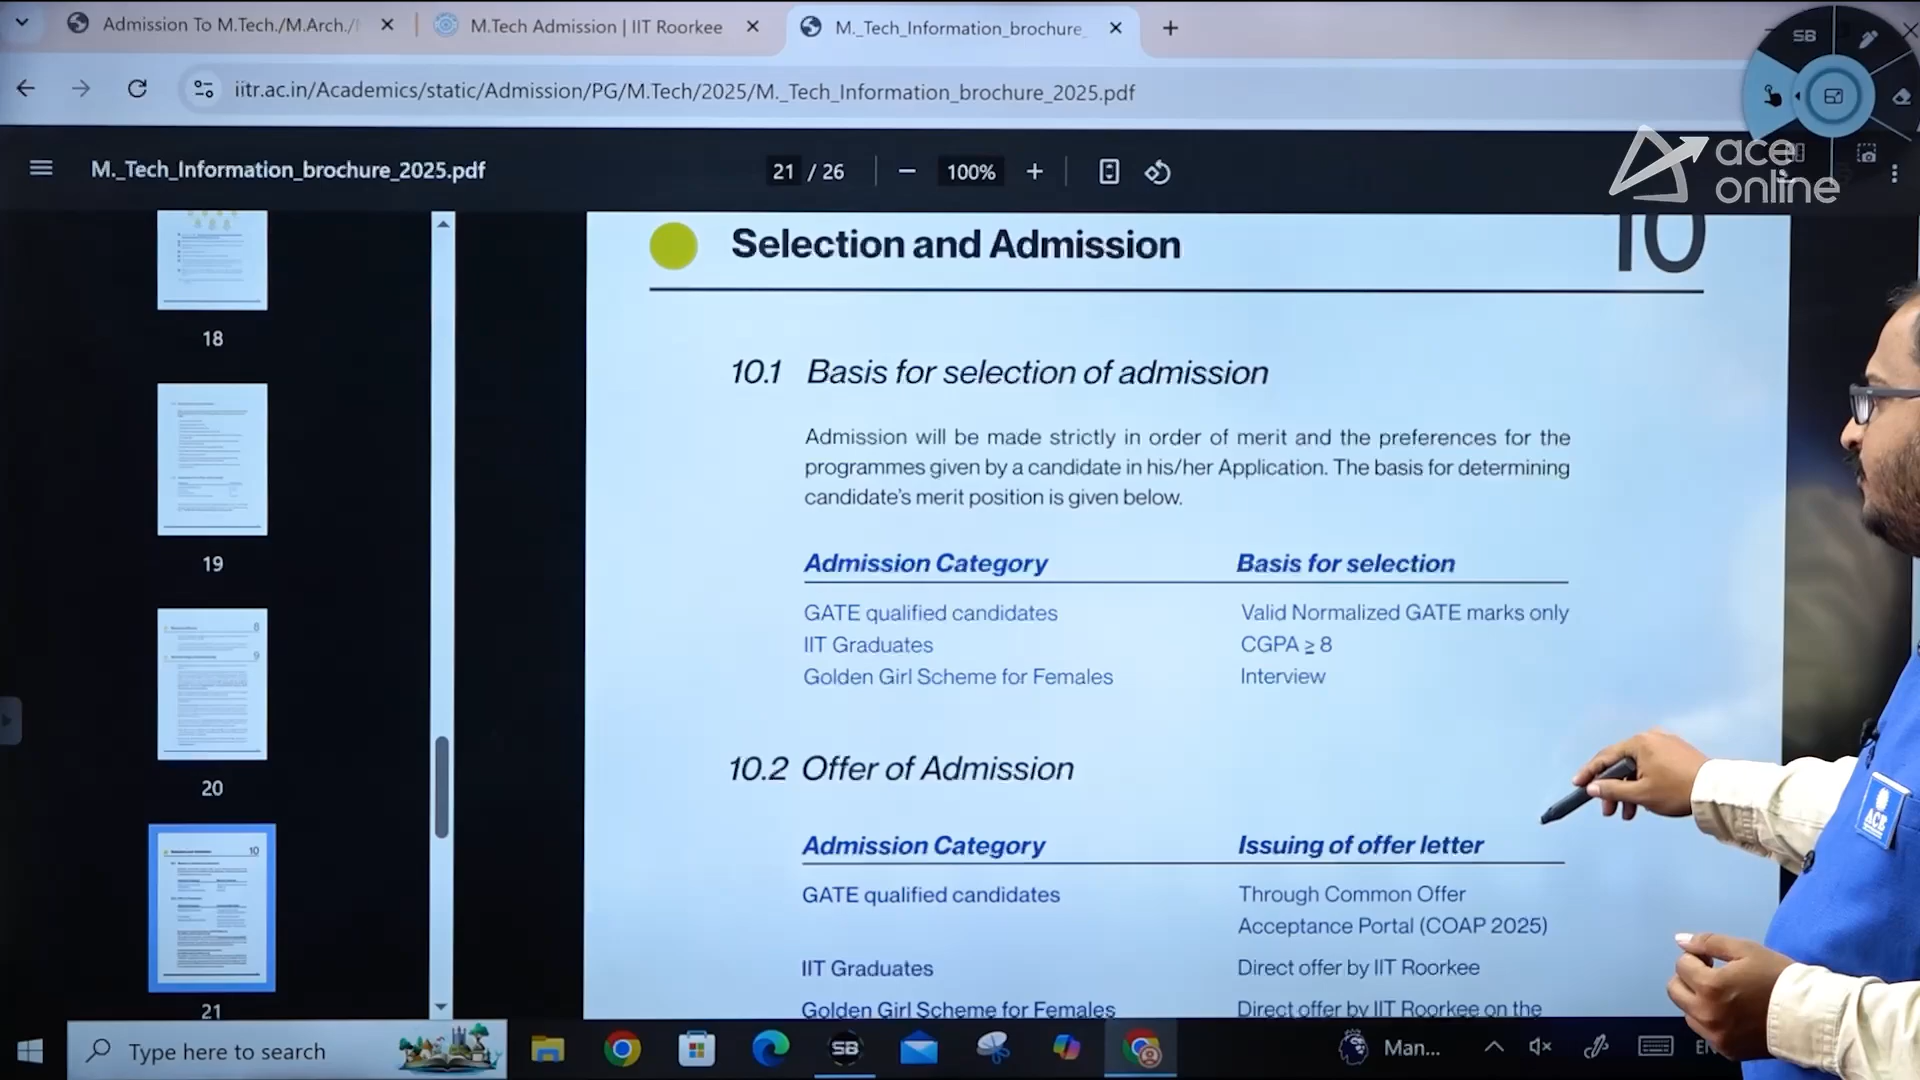 Admission To M.Tech./M.Arch./
M.Tech Admission | IIT Roorkee
M._Tech_Information_brochure_
SB
iitr.ac.in/Academics/static/Admission/PG/M.Tech/2025/M._Tech_Information_brochure_2025.pdf
M._Tech_Information_brochure_2025.pdf
21 / 26
100%
ace
online
Selection and Admission
10
10.1 Basis for selection of admission
Admission will be made strictly in order of merit and the preferences for the
programmes given by a candidate in his/her Application. The basis for determining
candidate's merit position is given below.
Admission Category Basis for selection
GATE qualified candidates Valid Normalized GATE marks only
IIT Graduates CGPA ≥ 8
Golden Girl Scheme for Females Interview
10.2 Offer of Admission
Admission Category Issuing of offer letter
GATE qualified candidates Through Common Offer
Acceptance Portal (COAP 2025)
IIT Graduates Direct offer by IIT Roorkee
Golden Girl Scheme for Females Direct offer by IIT Roorkee on the
18
19
8
9
20
10
21
ACE
Type here to search
SB
Man...
EN